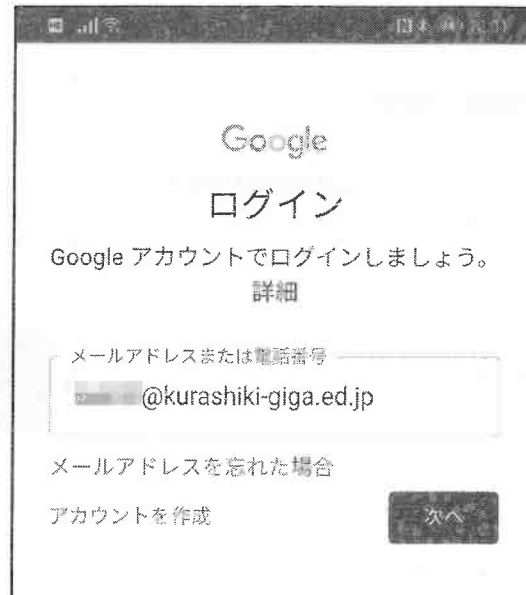 Google
ログイン
Google アカウントでログインしましょう。
詳細
メールアドレスまたは電話番号
@kurashiki-giga.ed.jp
メールアドレスを忘れた場合
アカウントを作成
次へ